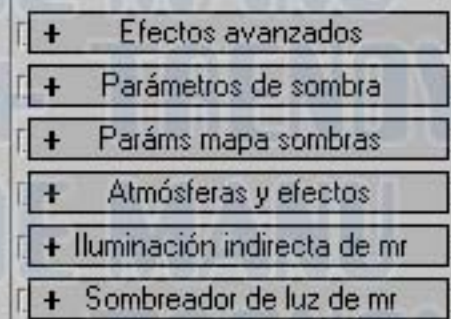 + Efectos avanzados
+ Parámetros de sombra
+ Paráms mapa sombras
+ Atmósferas y efectos
+ Iluminación indirecta de mr
+ Sombreador de luz de mr